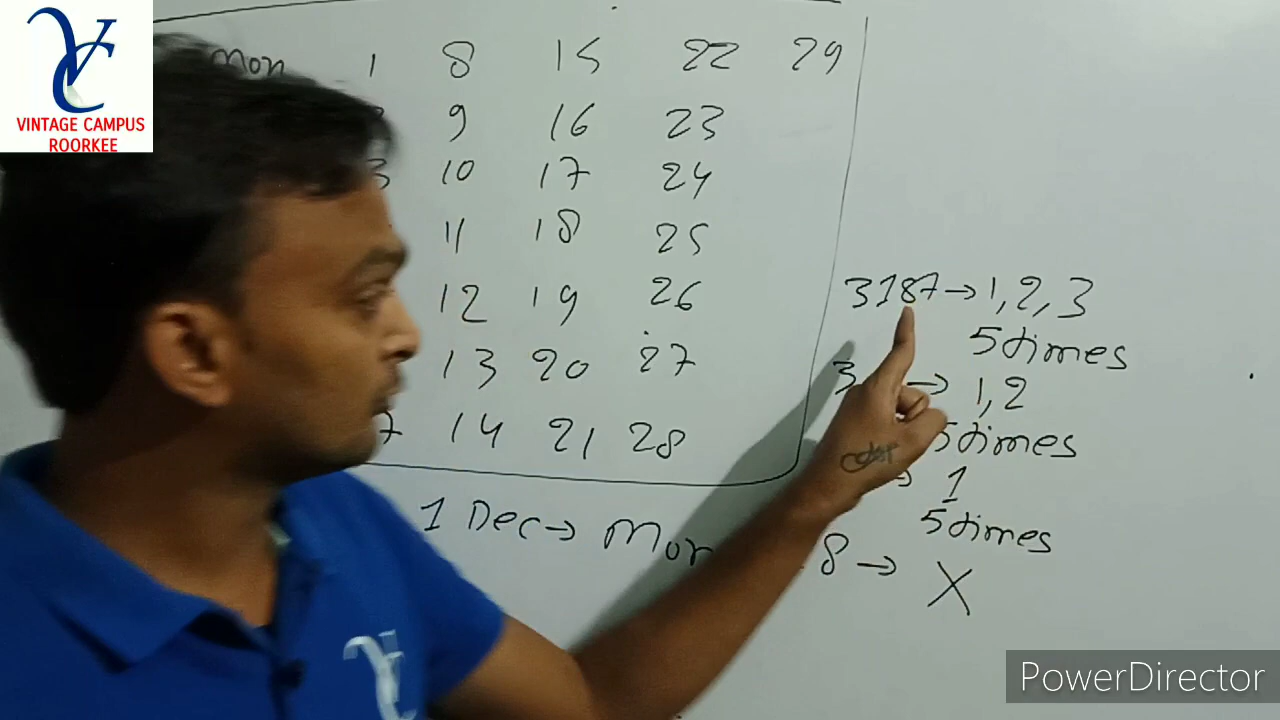 VC
VINTAGE CAMPUS
ROORKEE
Mon 1 8 15 22 29
9 16 23
3 10 17 24
11 18 25
12 19 26
13 20 27
7 14 21 28
3187 → 1,2,3
5 times
3 → 1,2
5 times
→ 1
5 times
1 Dec → Mon 8 → X
PowerDirector